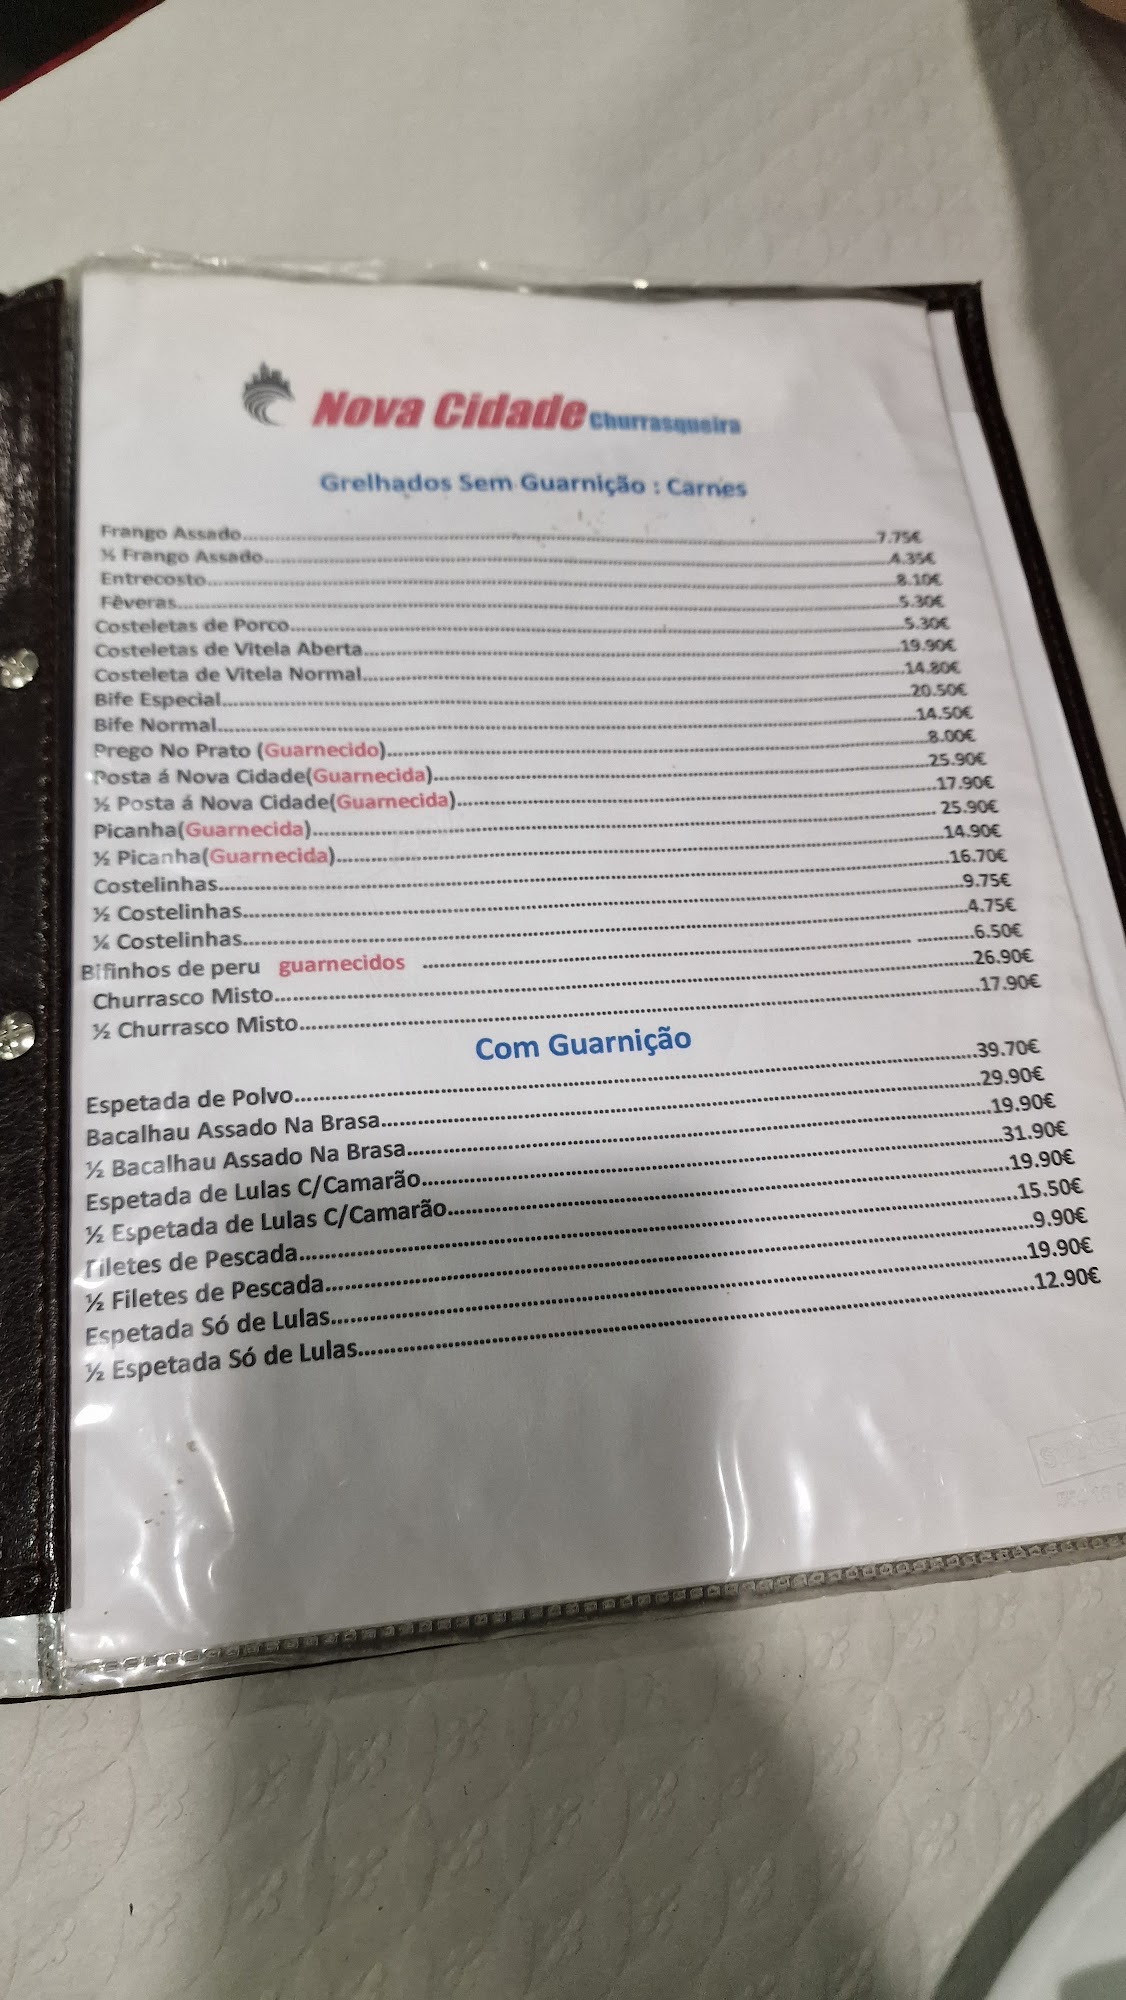 Nova Cidade Churrasqueira
Grelhados Sem Guarnição : Carnes
Frango Assado 7.75€
½ Frango Assado 4.35€
Entrecosto 8.10€
Fêveras 5.30€
Costeletas de Porco 5.30€
Costeletas de Vitela Aberta 19.90€
Costeleta de Vitela Normal 14.80€
Bife Especial 20.50€
Bife Normal 14.50€
Prego No Prato (Guarnecido) 8.00€
Posta á Nova Cidade(Guarnecida) 25.90€
½ Posta á Nova Cidade(Guarnecida) 17.90€
Picanha(Guarnecida) 25.90€
½ Picanha(Guarnecida) 14.90€
Costelinhas 16.70€
½ Costelinhas 9.75€
¼ Costelinhas 4.75€
Bifinhos de peru guarnecidos 6.50€
Churrasco Misto 26.90€
½ Churrasco Misto 17.90€
Com Guarnição
Espetada de Polvo 39.70€
Bacalhau Assado Na Brasa 29.90€
½ Bacalhau Assado Na Brasa 19.90€
Espetada de Lulas C/Camarão 31.90€
½ Espetada de Lulas C/Camarão 19.90€
Filetes de Pescada 15.50€
½ Filetes de Pescada 9.90€
Espetada Só de Lulas 19.90€
½ Espetada Só de Lulas 12.90€